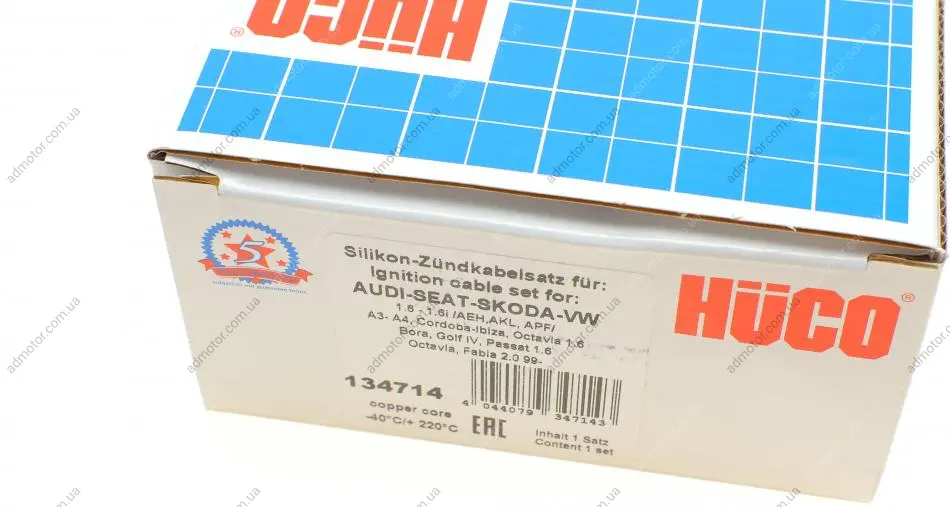 HÜCO
®
5
Silikon-Zündkabelsatz für:
Ignition cable set for:
AUDI-SEAT-SKODA-VW
1.6 - 1.6i /AEH,AKL, APF/
A3- A4, Cordoba-Ibiza, Octavia 1.6
Bora, Golf IV, Passat 1.6
Octavia, Fabia 2.0 99-
134714
copper core
-40°C/+ 220°C
4 044079 347143
EAC
Inhalt 1 Satz
Content 1 set
HÜCO®
admotor.com.ua